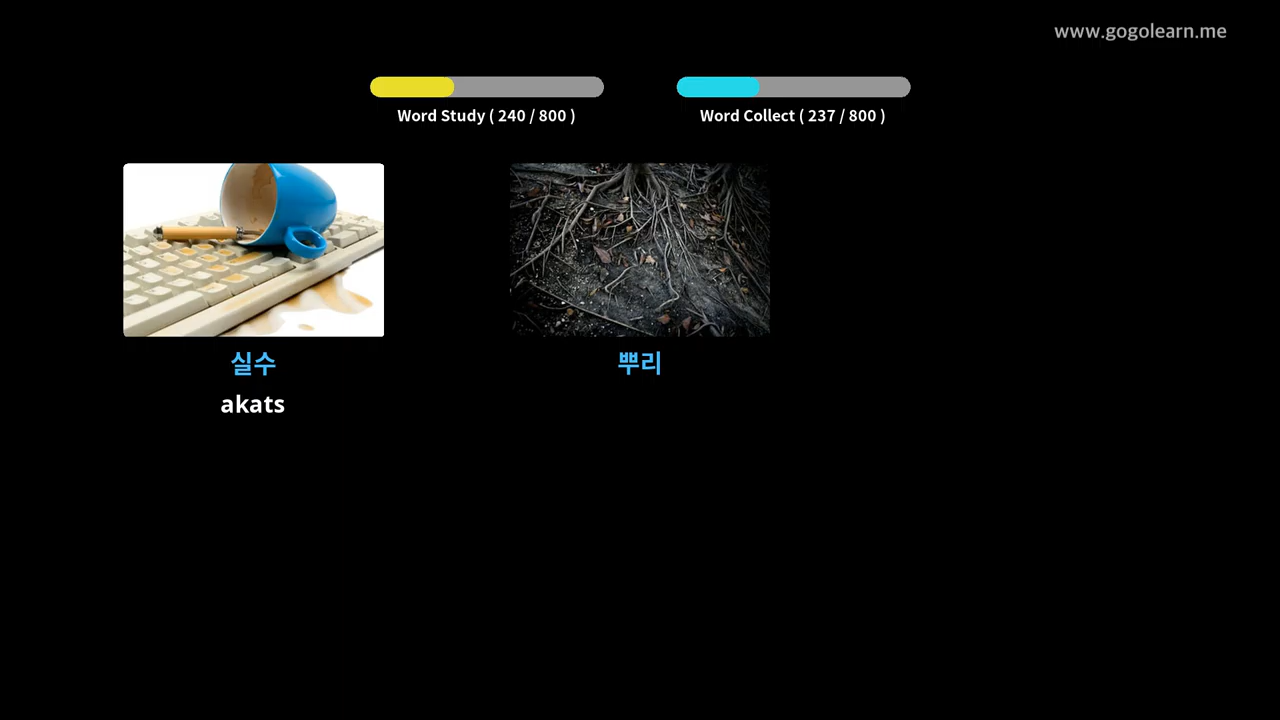 www.gogolearn.me
Word Study ( 240 / 800 )
Word Collect ( 237 / 800 )
실수
뿌리
akats